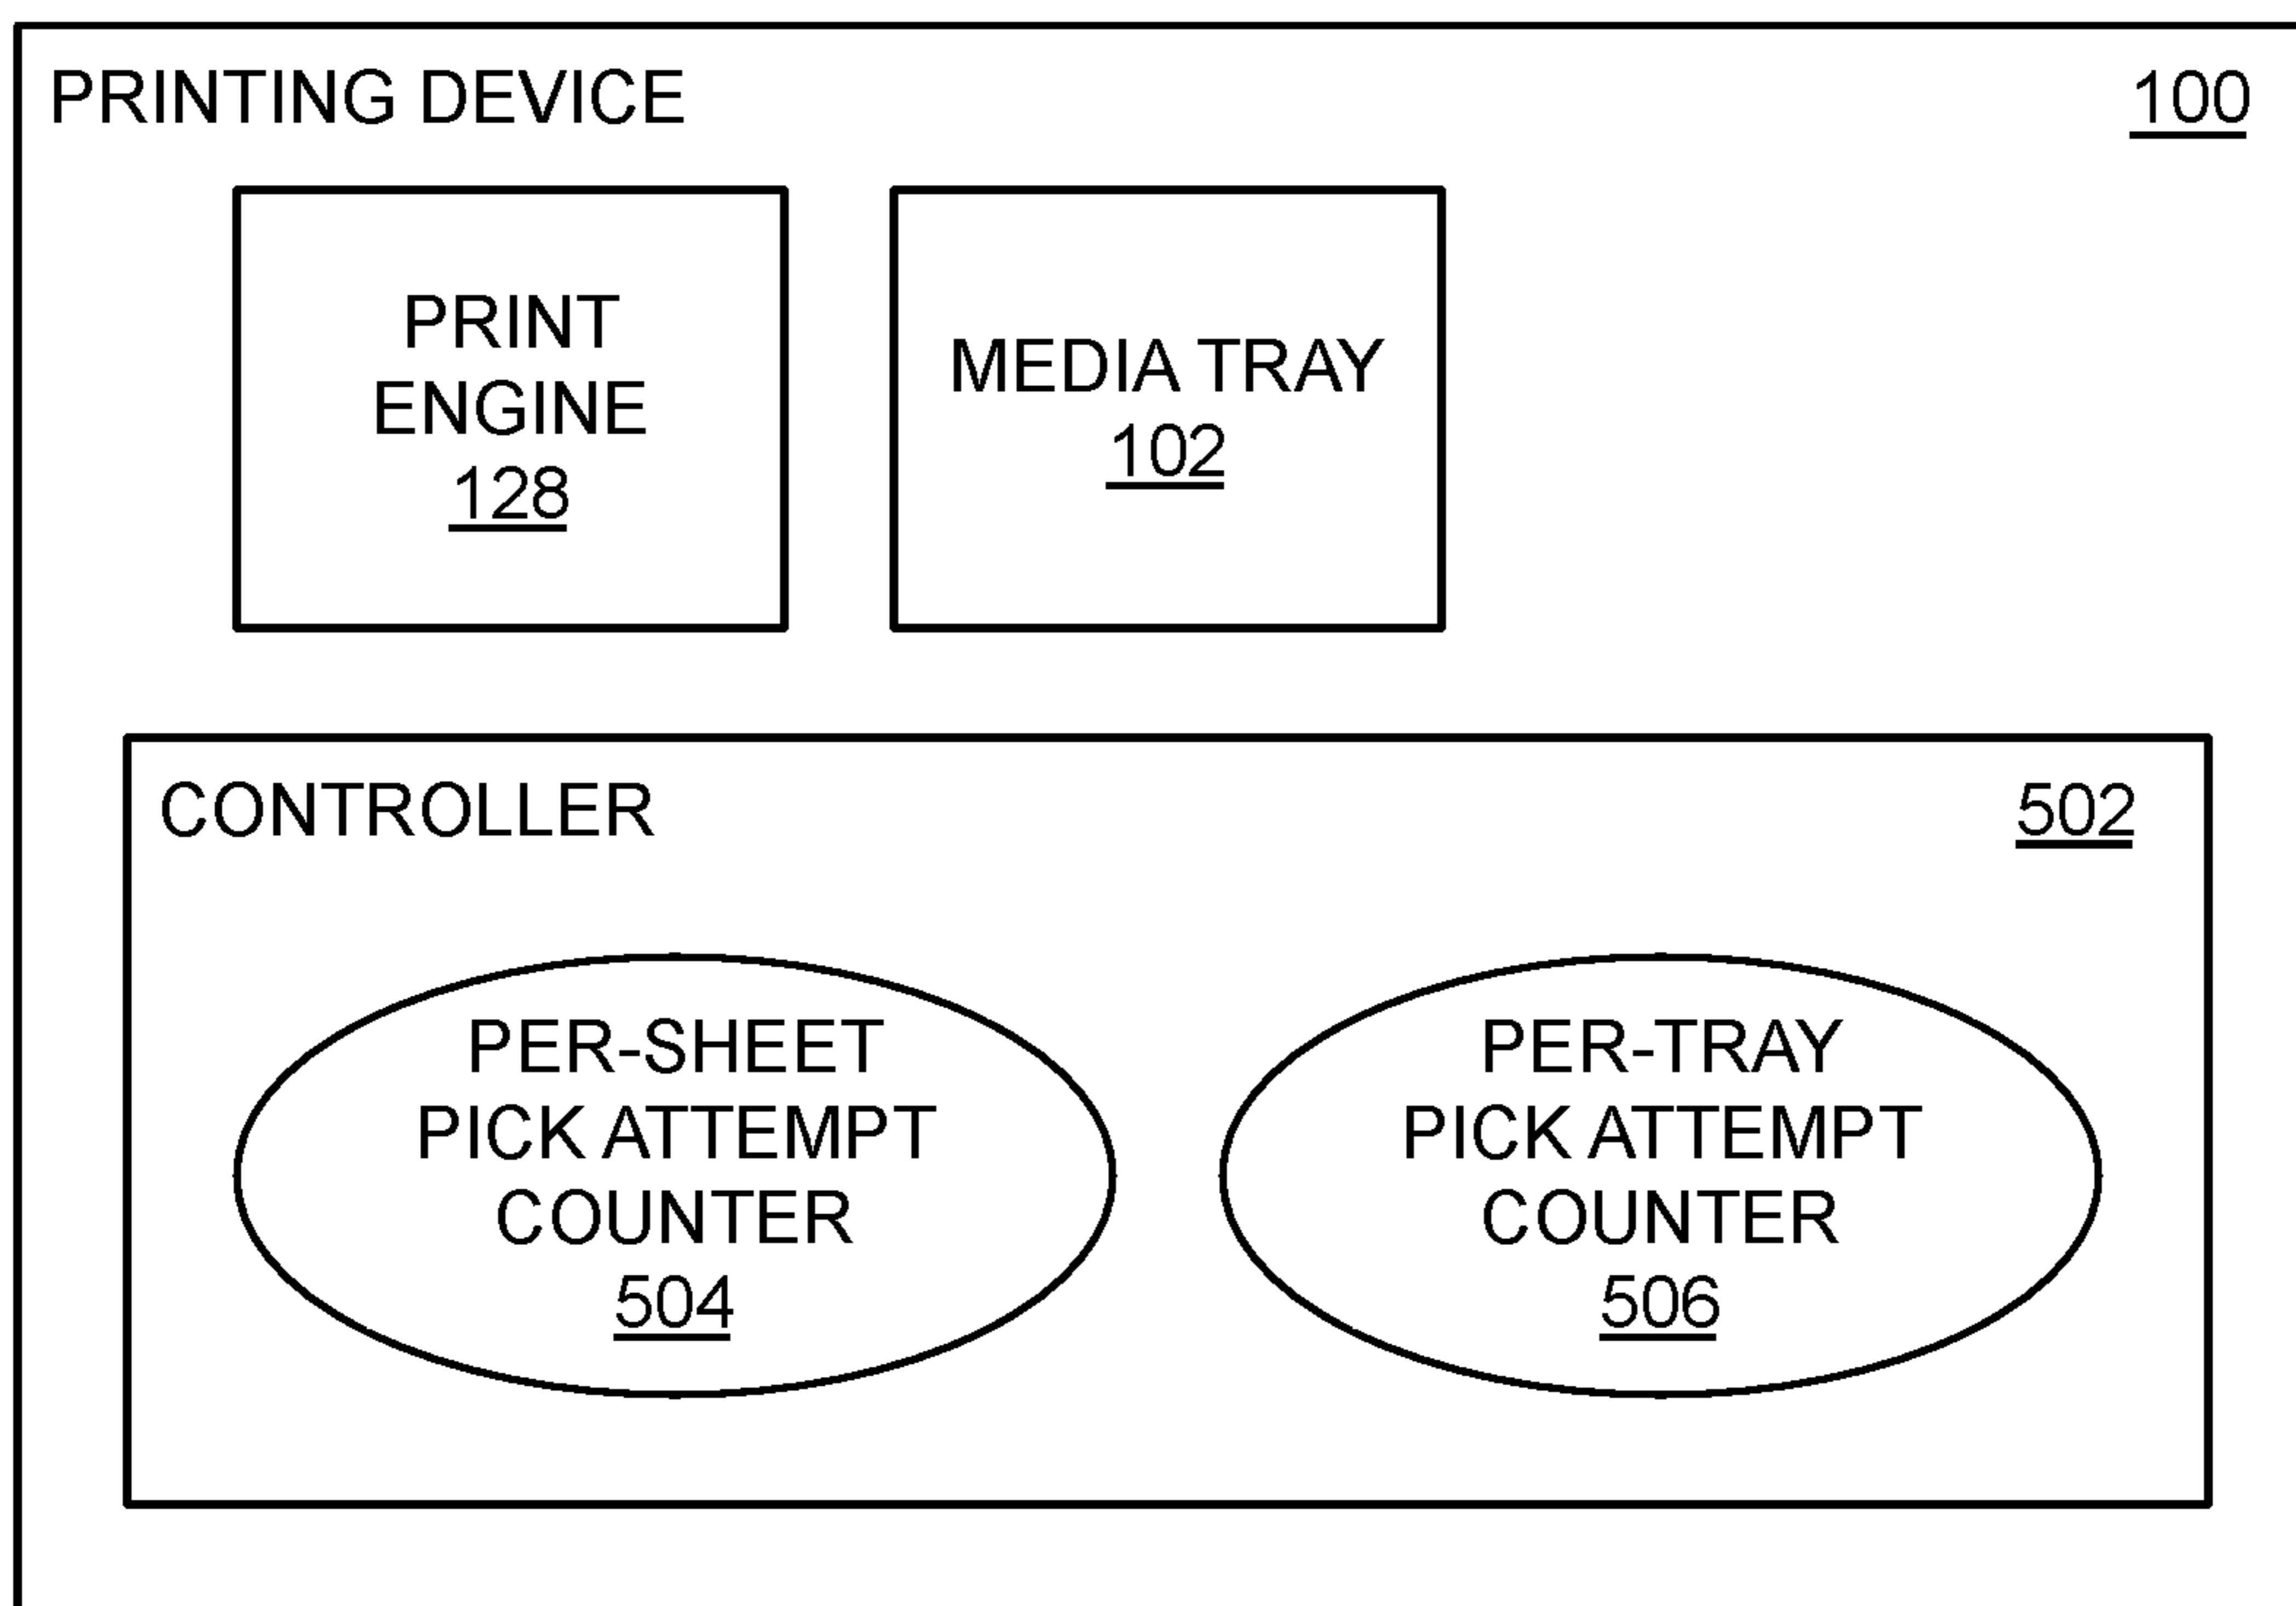 PRINTING DEVICE
100
PRINT
ENGINE
128
MEDIA TRAY
102
CONTROLLER
502
PER-SHEET
PICK ATTEMPT
COUNTER
504
PER-TRAY
PICK ATTEMPT
COUNTER
506